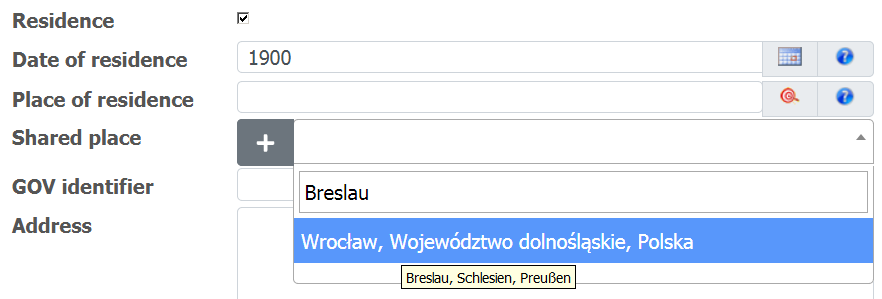 Residence
Date of residence 1900
Place of residence
Shared place +
GOV identifier
Breslau
Address
Wrocław, Województwo dolnośląskie, Polska
Breslau, Schlesien, Preußen